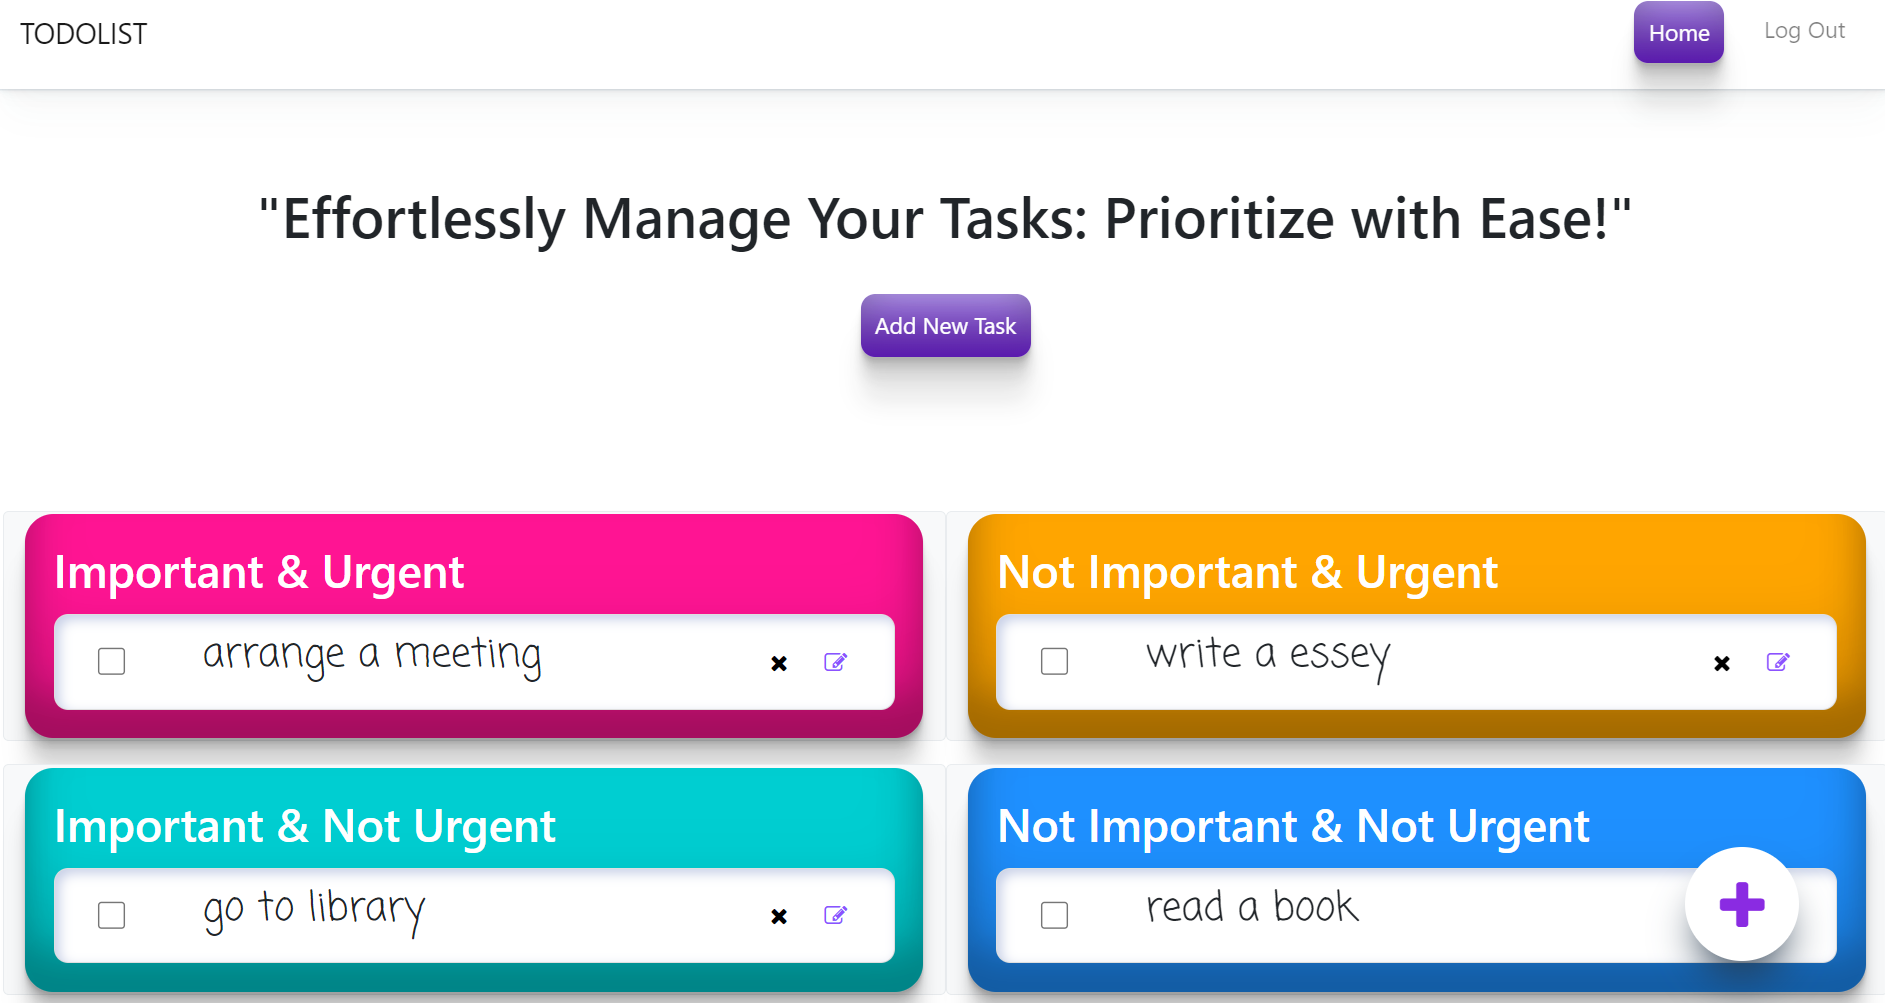 TODOLIST
Home
Log Out
"Effortlessly Manage Your Tasks: Prioritize with Ease!"
Add New Task
Important & Urgent
arrange a meeting
Not Important & Urgent
write a essey
Important & Not Urgent
go to library
Not Important & Not Urgent
read a book